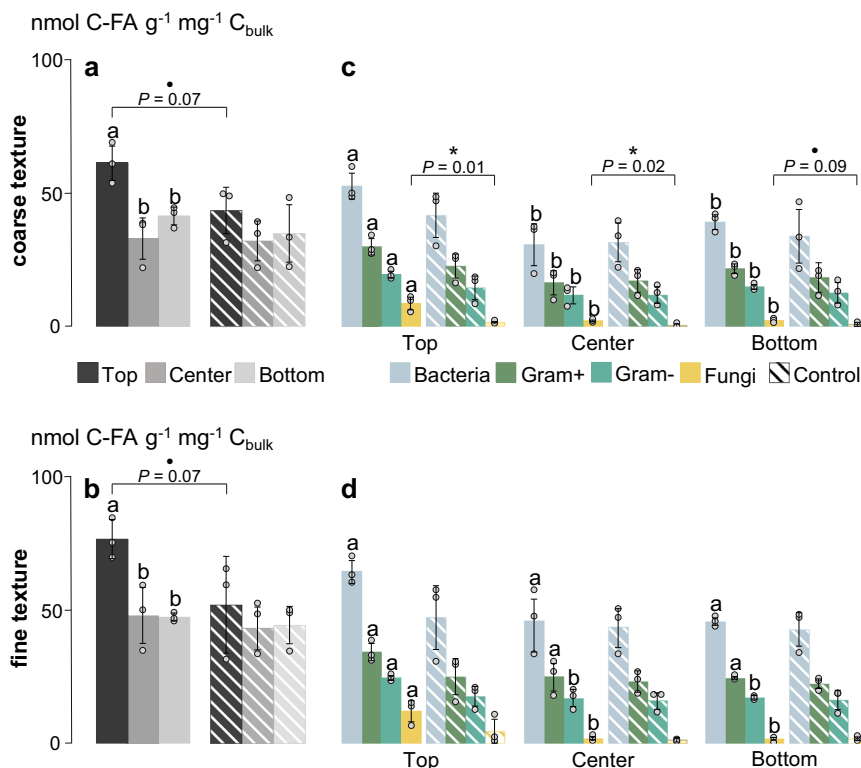 nmol C-FA g⁻¹ mg⁻¹ C_bulk
100
50
0
coarse texture
a
•
P = 0.07
a
b
b
c
*
P = 0.01
*
P = 0.02
•
P = 0.09
a
a
a
a
b
b
b
b
b
b
b
b
Top
Center
Bottom
Top Center Bottom
Bacteria Gram+ Gram- Fungi Control
nmol C-FA g⁻¹ mg⁻¹ C_bulk
100
50
0
fine texture
b
•
P = 0.07
a
b
b
d
a
a
a
a
a
a
b
b
a
a
b
b
Top
Center
Bottom